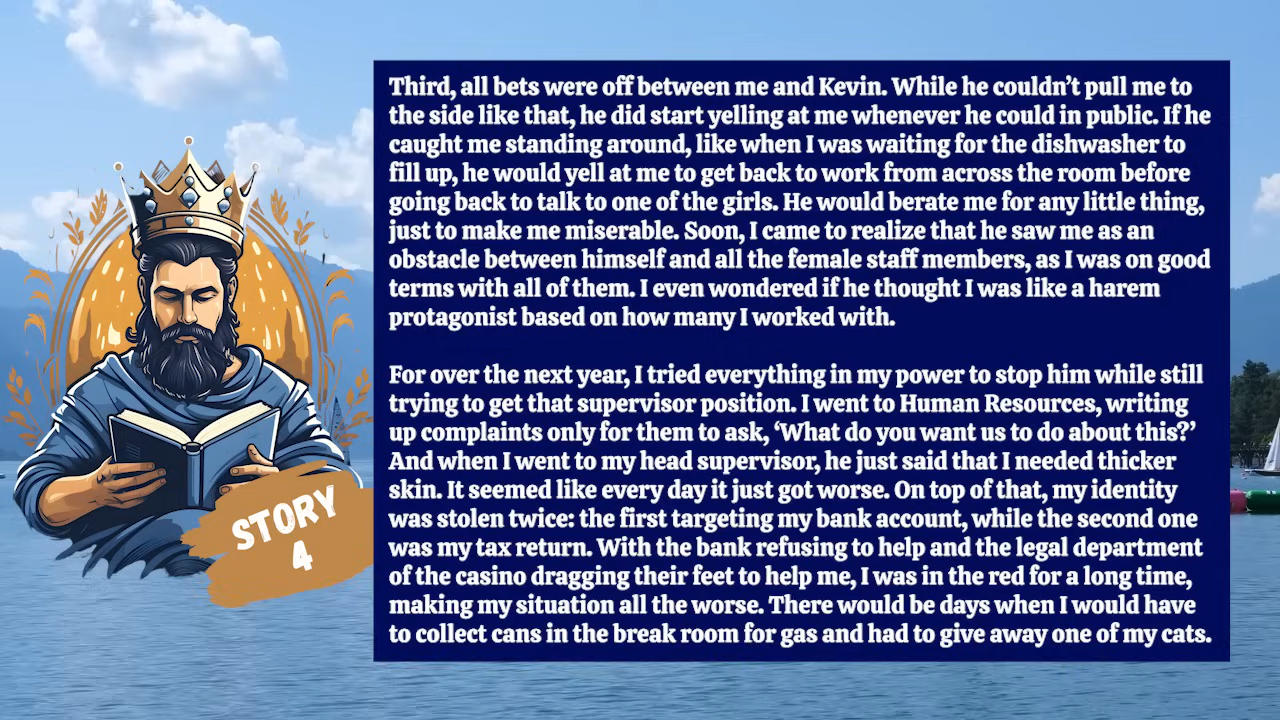 Third, all bets were off between me and Kevin. While he couldn’t pull me to
the side like that, he did start yelling at me whenever he could in public. If he
caught me standing around, like when I was waiting for the dishwasher to
fill up, he would yell at me to get back to work from across the room before
going back to talk to one of the girls. He would berate me for any little thing,
just to make me miserable. Soon, I came to realize that he saw me as an
obstacle between himself and all the female staff members, as I was on good
terms with all of them. I even wondered if he thought I was like a harem
protagonist based on how many I worked with.
For over the next year, I tried everything in my power to stop him while still
trying to get that supervisor position. I went to Human Resources, writing
up complaints only for them to ask, ‘What do you want us to do about this?’
And when I went to my head supervisor, he just said that I needed thicker
skin. It seemed like every day it just got worse. On top of that, my identity
was stolen twice: the first targeting my bank account, while the second one
was my tax return. With the bank refusing to help and the legal department
of the casino dragging their feet to help me, I was in the red for a long time,
making my situation all the worse. There would be days when I would have
to collect cans in the break room for gas and had to give away one of my cats.
STORY
4